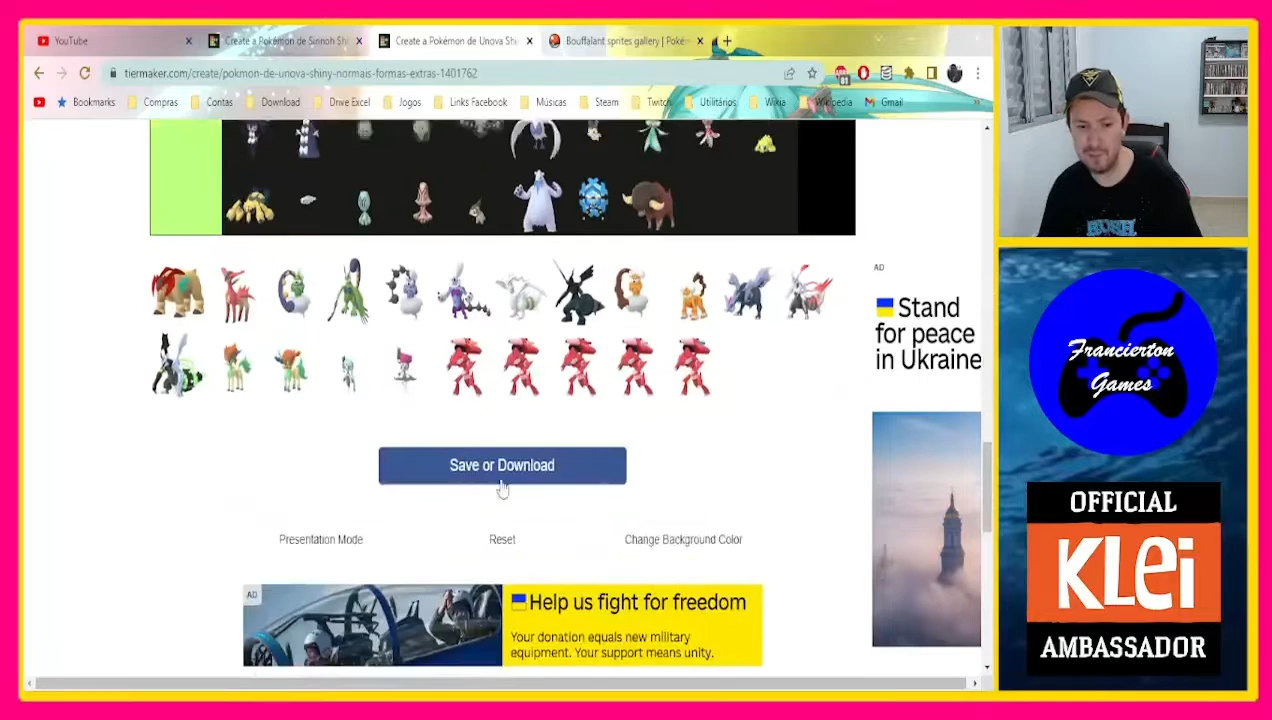 YouTube
Create a Pokémon de Sinnoh Shi
Create a Pokémon de Unova Shi
Bouffalant sprites gallery | Pokém
tiermaker.com/create/pokmon-de-unova-shiny-normais-formas-extras-1401762
81
Bookmarks
Compras
Contas
Download
Drive Excel
Jogos
Links Facebook
Músicas
Steam
Twitch
Utilitários
Wikia
Wikipedia
Gmail
AD
Stand
for peace
in Ukraine
Save or Download
Presentation Mode
Reset
Change Background Color
AD
Help us fight for freedom
Your donation equals new military
equipment. Your support means unity.
Francierton
Games
OFFICIAL
KLei
AMBASSADOR